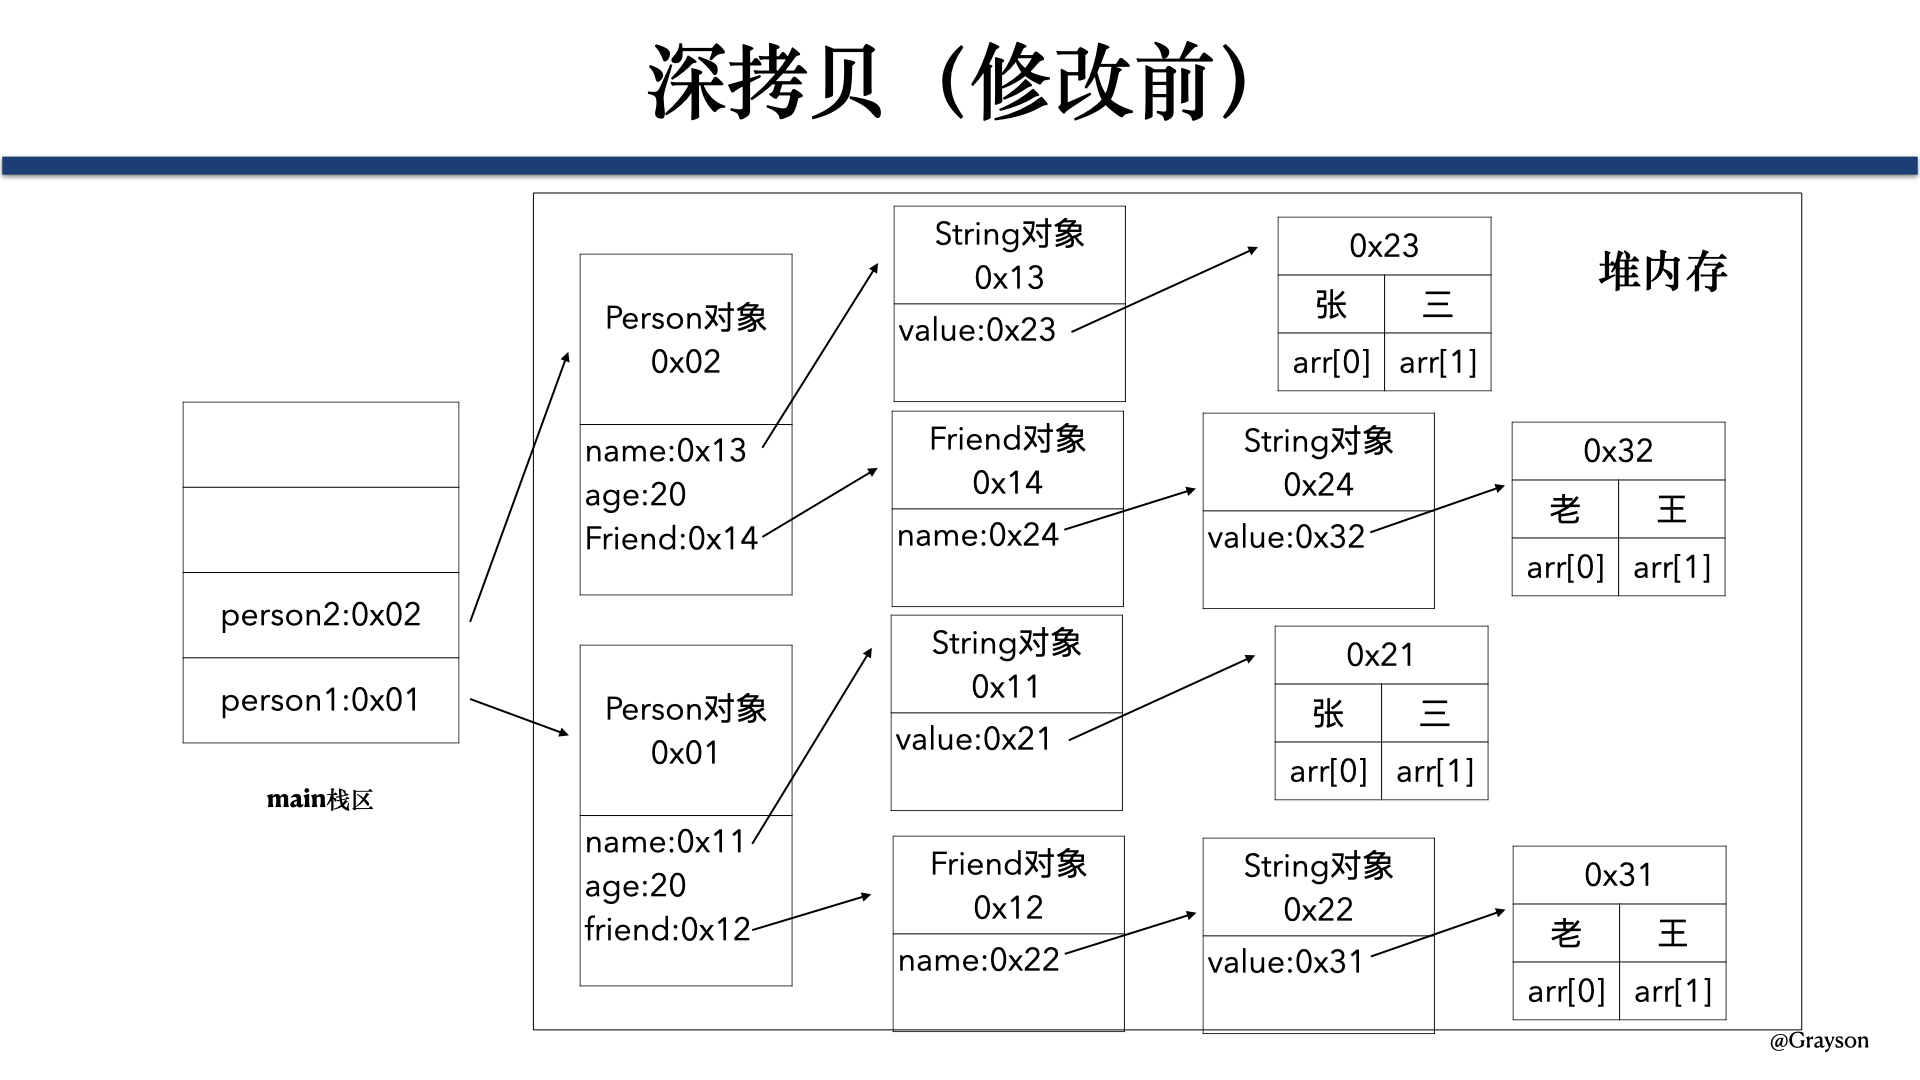 深拷贝（修改前）
堆内存
person2:0x02
person1:0x01
main栈区
Person对象
0x02
name:0x13
age:20
Friend:0x14
String对象
0x13
value:0x23
0x23
张 三
arr[0] arr[1]
Friend对象
0x14
name:0x24
String对象
0x24
value:0x32
0x32
老 王
arr[0] arr[1]
Person对象
0x01
name:0x11
age:20
friend:0x12
String对象
0x11
value:0x21
0x21
张 三
arr[0] arr[1]
Friend对象
0x12
name:0x22
String对象
0x22
value:0x31
0x31
老 王
arr[0] arr[1]
@Grayson